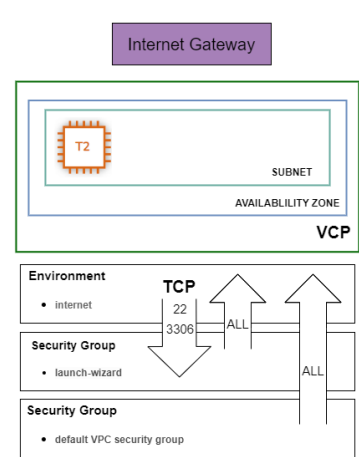 Internet Gateway
T2
SUBNET
AVAILABLILITY ZONE
VCP
Environment
internet
TCP
22
3306
ALL
Security Group
launch-wizard
ALL
Security Group
default VPC security group